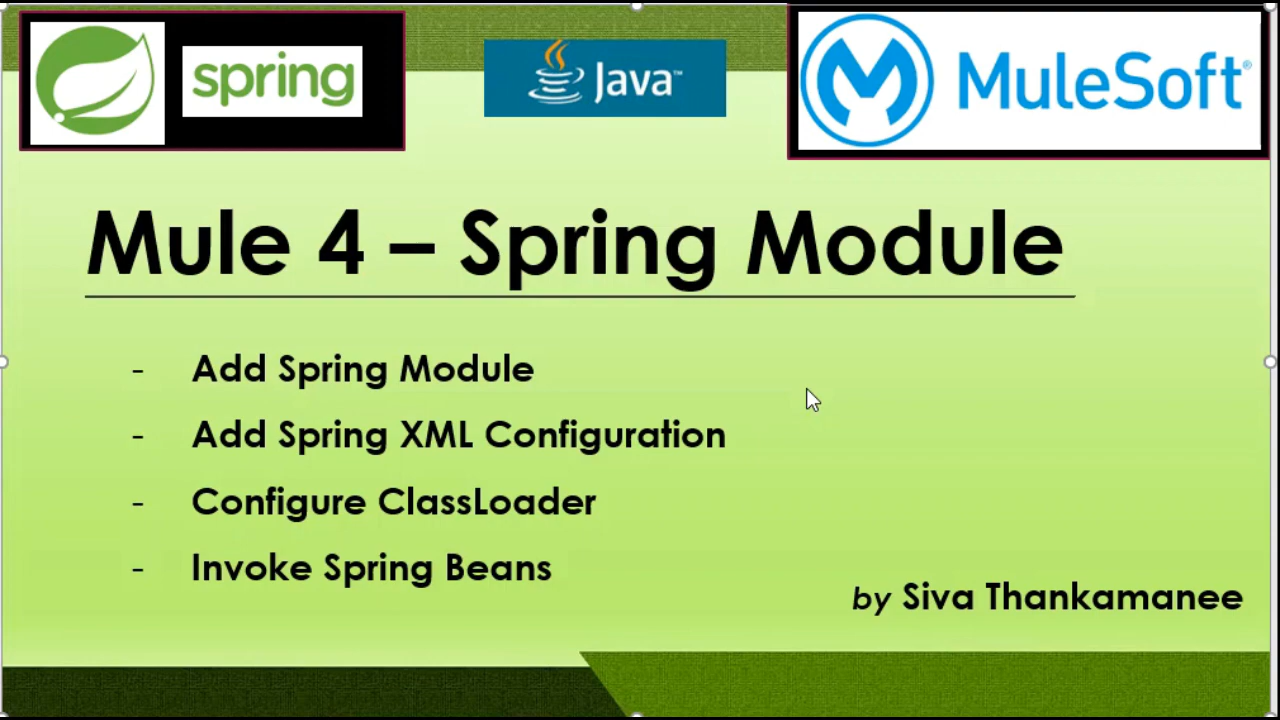 spring
Java™
MuleSoft®
Mule 4 – Spring Module
- Add Spring Module
- Add Spring XML Configuration
- Configure ClassLoader
- Invoke Spring Beans
by Siva Thankamanee